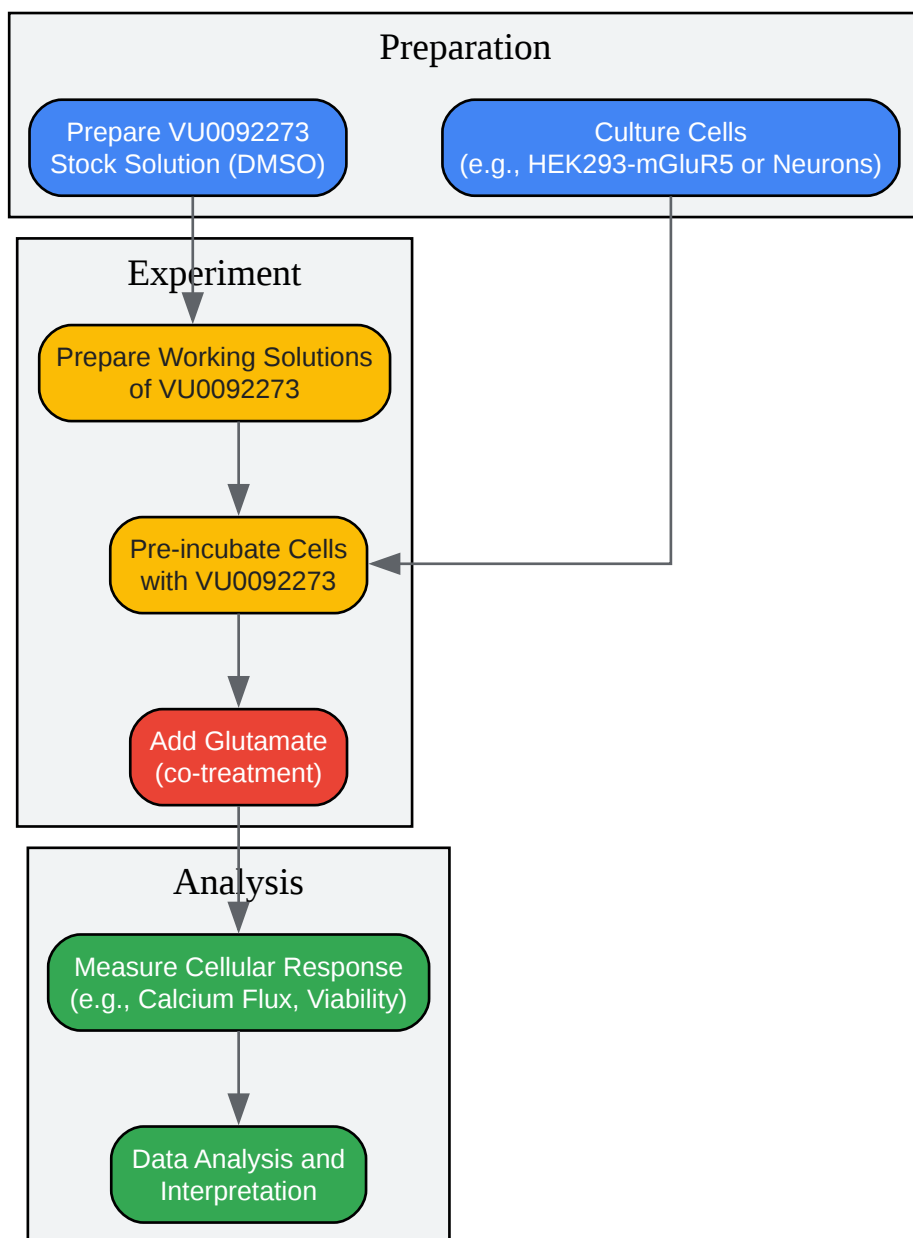 Preparation
Prepare VU0092273
Stock Solution (DMSO)
Culture Cells
(e.g., HEK293-mGluR5 or Neurons)
Experiment
Prepare Working Solutions
of VU0092273
Pre-incubate Cells
with VU0092273
Add Glutamate
(co-treatment)
Analysis
Measure Cellular Response
(e.g., Calcium Flux, Viability)
Data Analysis and
Interpretation